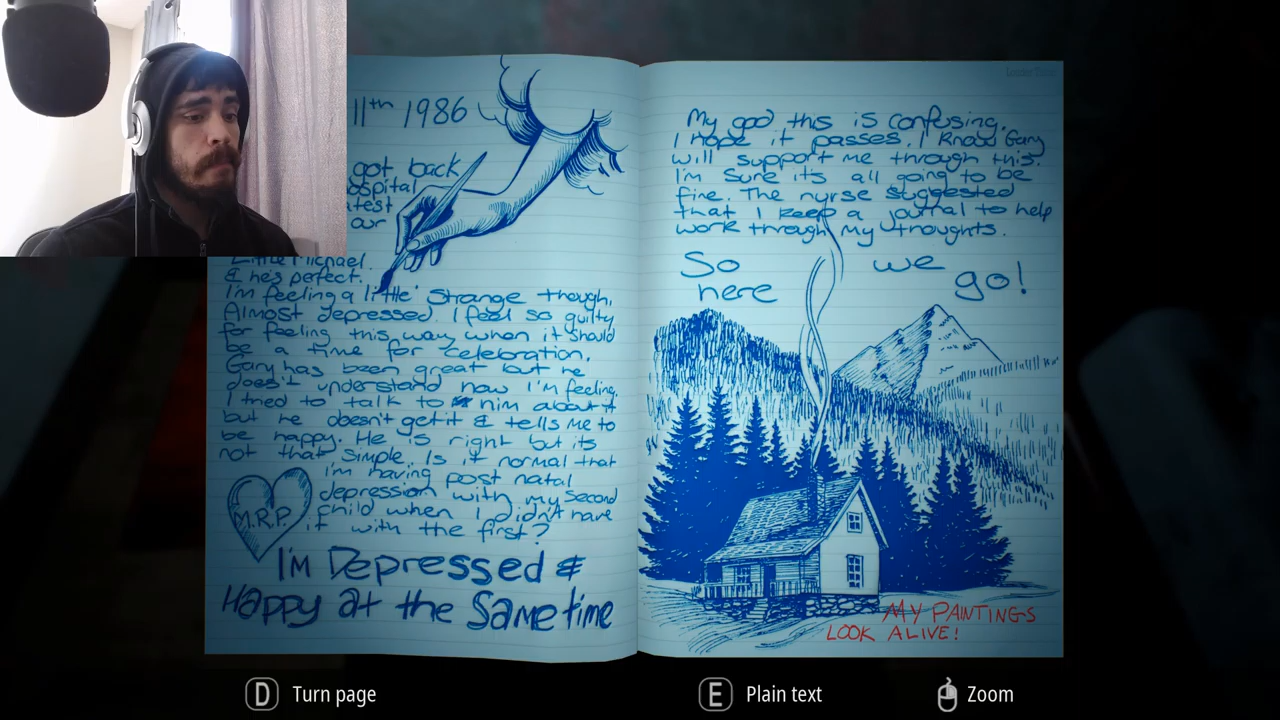 11th 1986
got back
our
Little Michael
& he's perfect.
I'm feeling a little strange though,
Almost depressed. I feel so guilty
for feeling this way when it should
be a time for celebration.
Gary has been great but he
doesn't understand how I'm feeling.
I tried to talk to him about it
but he doesn't get it & tells me to
be happy. He is right but its
not that simple. Is it normal that
I'm having post natal
depression with my second
child when I didn't have
it with the first?
M.R.P.
I'm Depressed &
Happy at the Same time
My god this is confusing.
I hope it passes. I know Gary
will support me through this.
I'm sure it's all going to be
fine. The nurse suggested
that I keep a journal to help
work through my thoughts.
So we
here go!
MY PAINTINGS
LOOK ALIVE!
D Turn page
E Plain text
Zoom